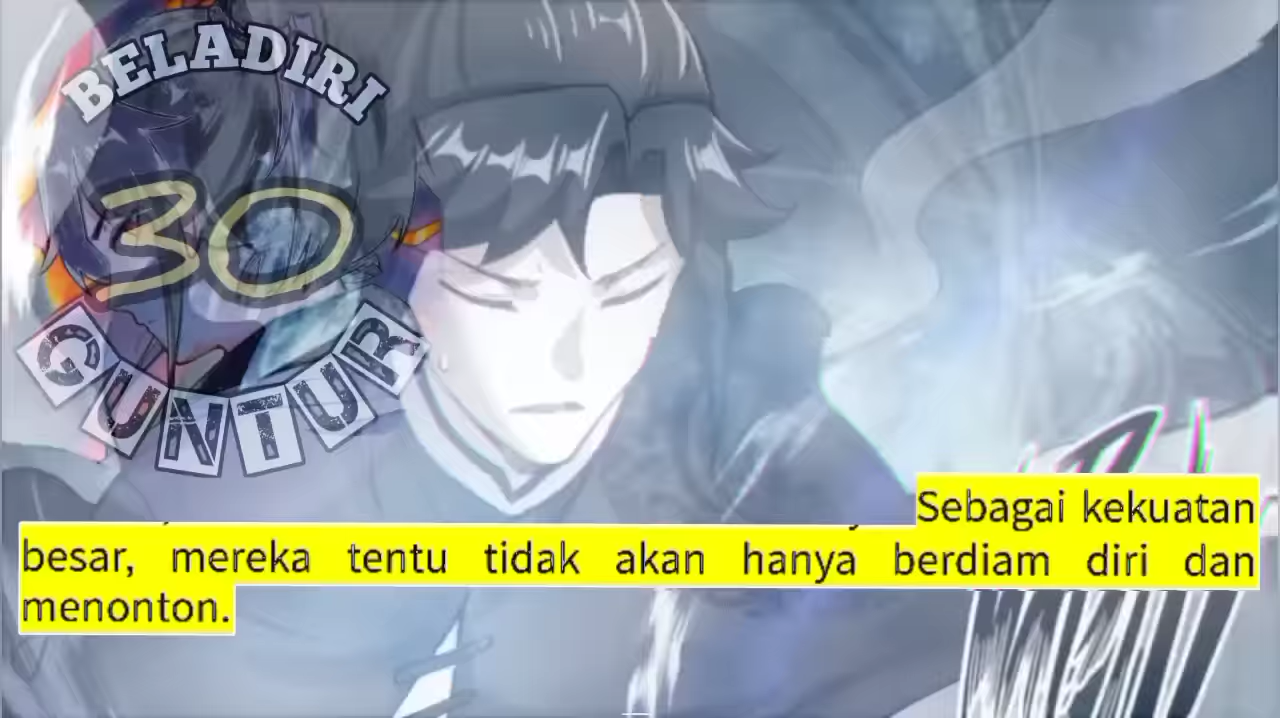 BELADIRI
30
GUNTUR
Sebagai kekuatan
besar, mereka tentu tidak akan hanya berdiam diri dan
menonton.